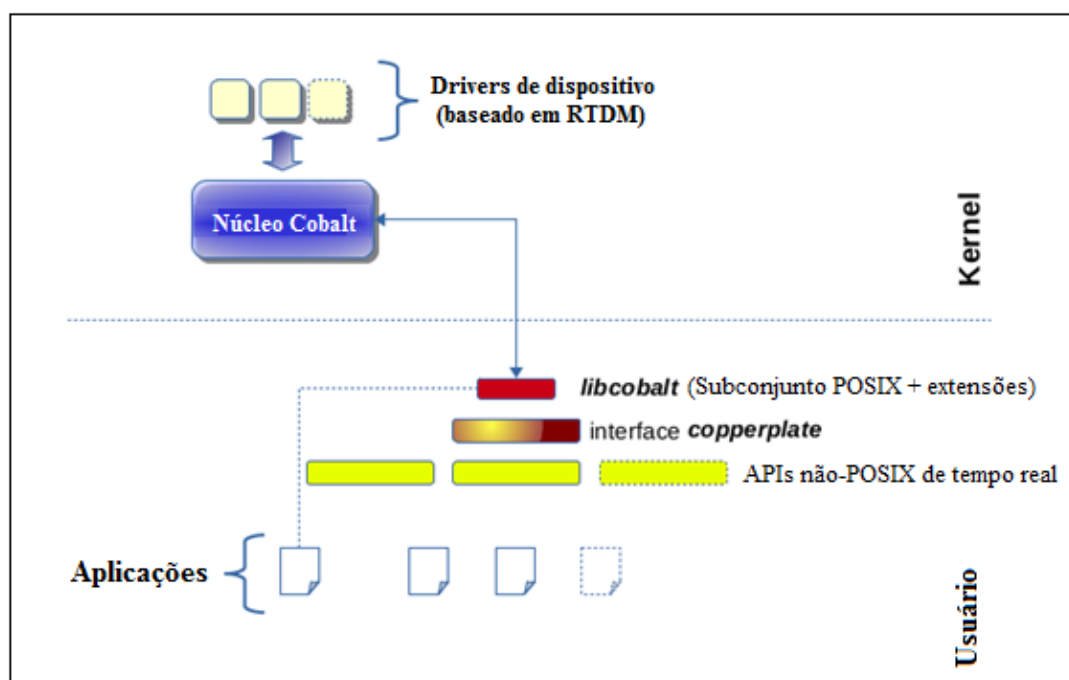 Drivers de dispositivo
(baseado em RTDM)
Núcleo Cobalt
Kernel
libcobalt (Subconjunto POSIX + extensões)
interface copperplate
APIs não-POSIX de tempo real
Aplicações
Usuário